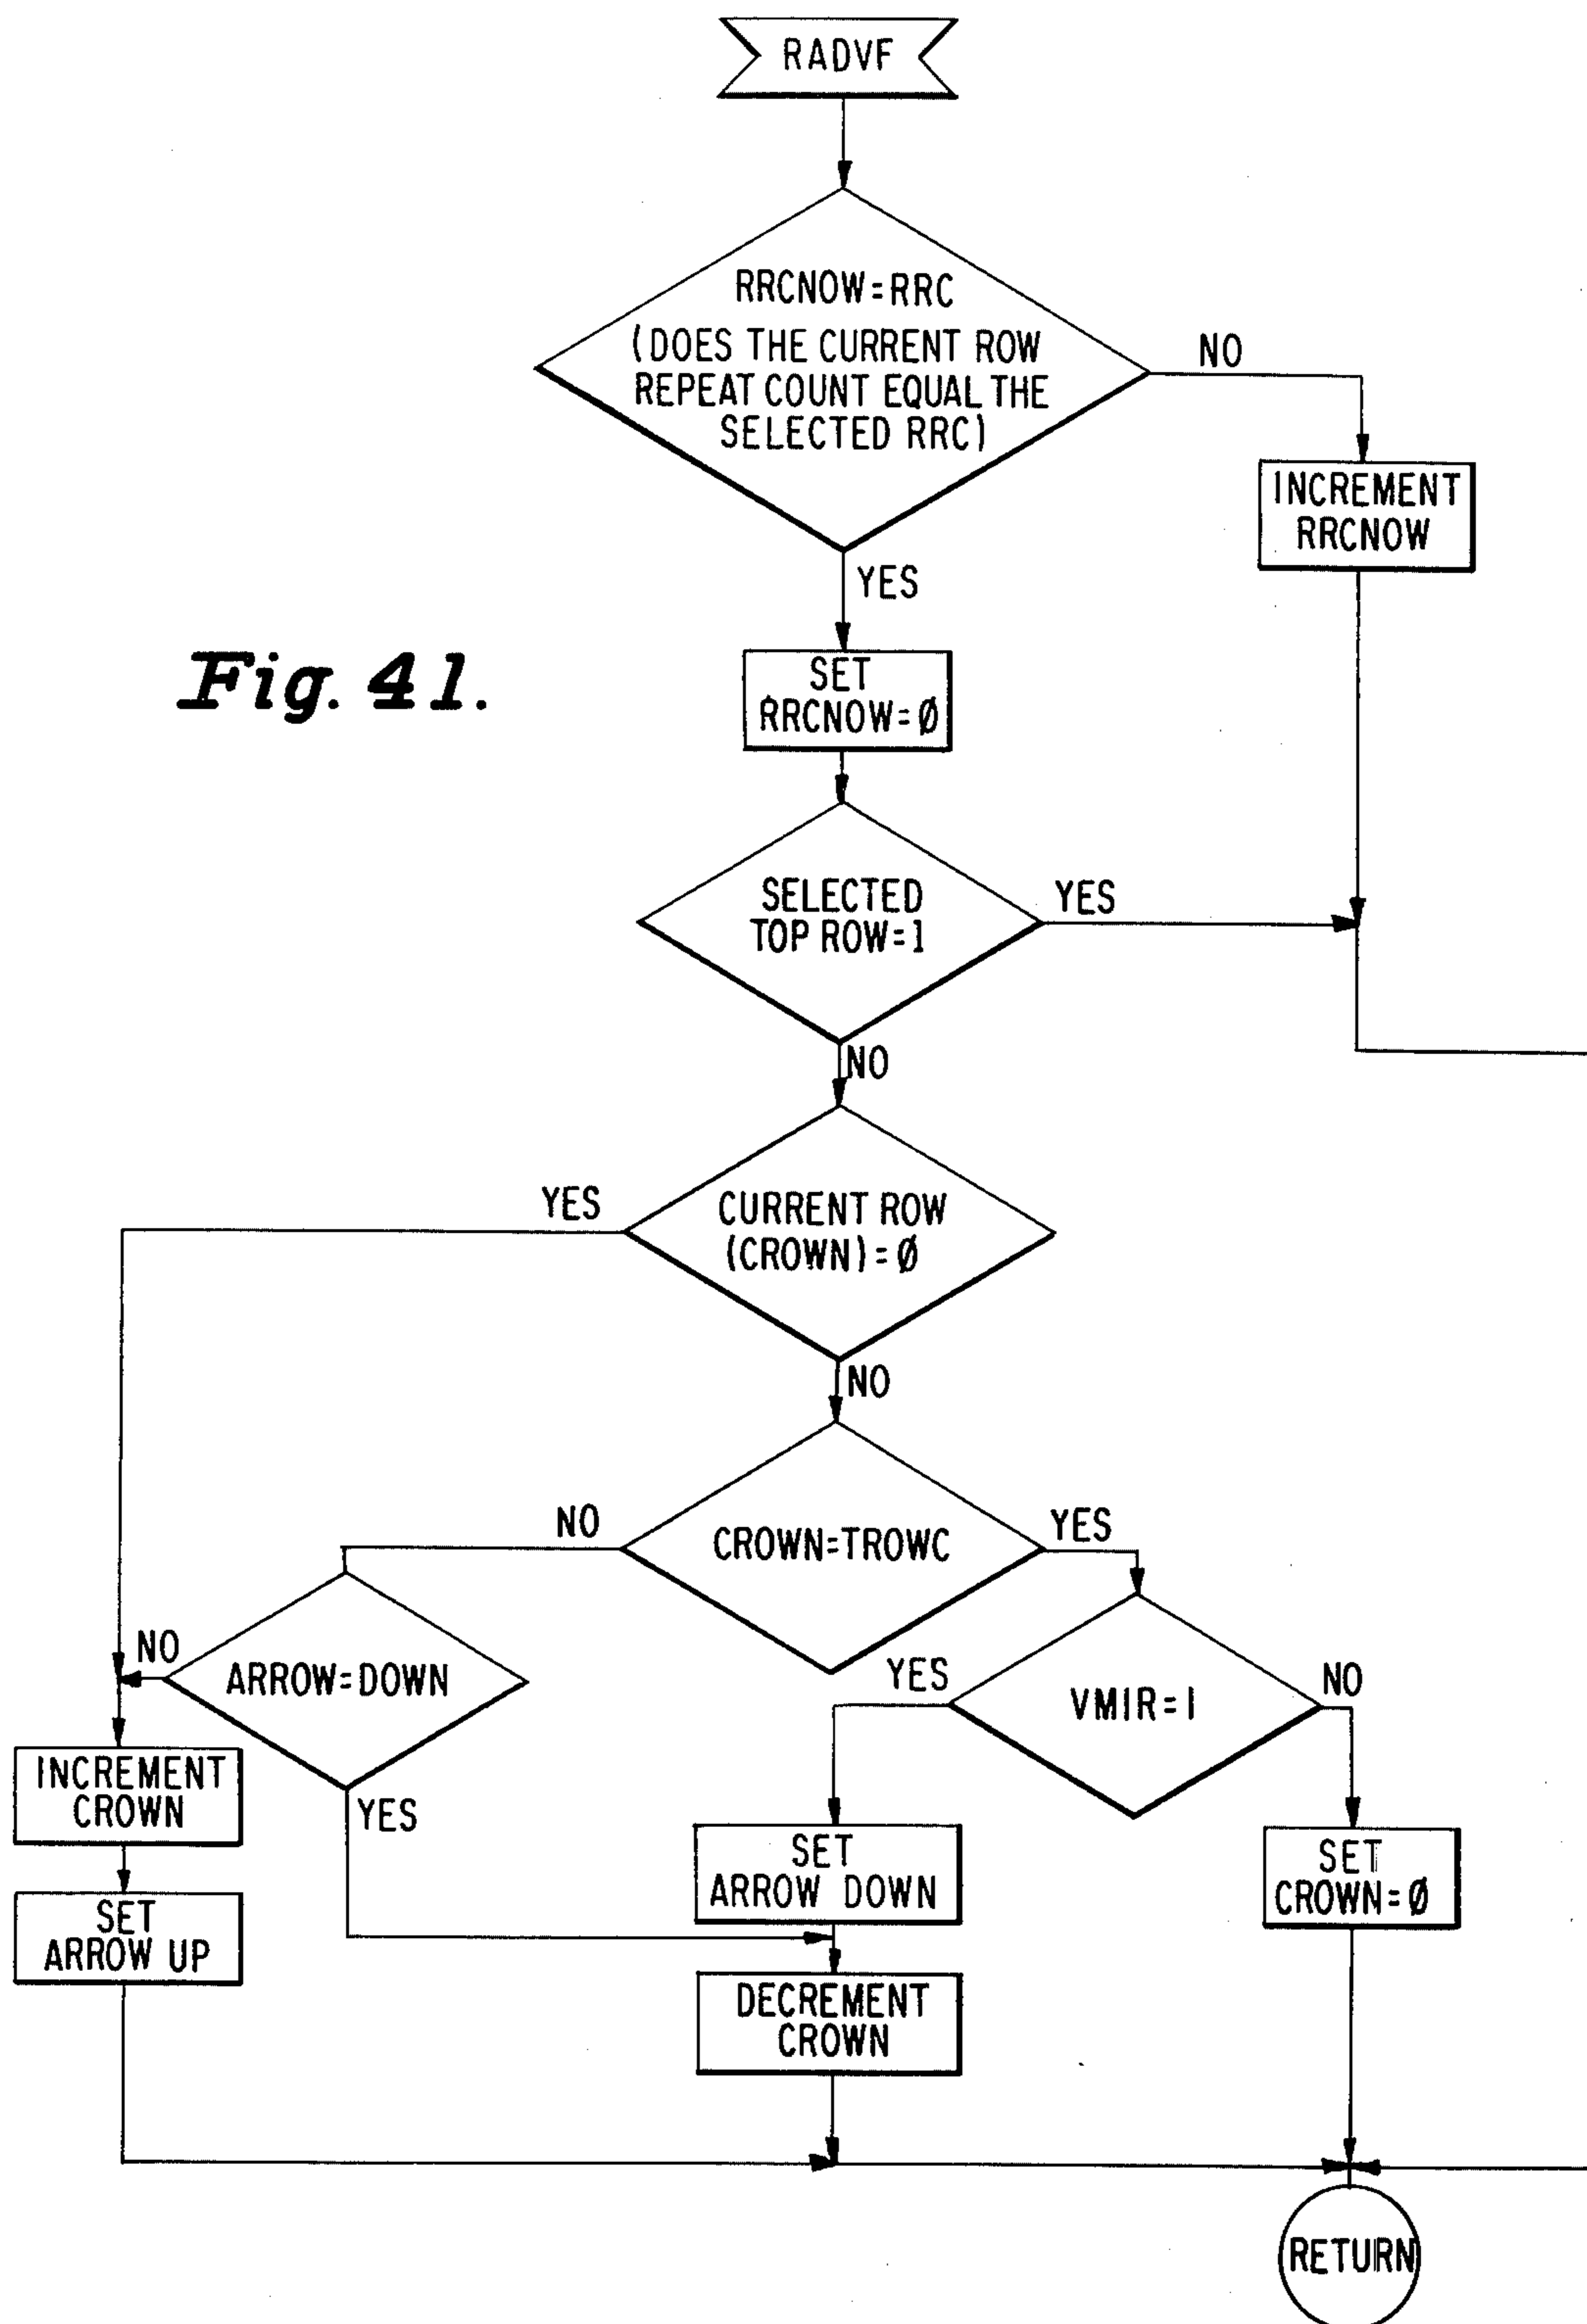 RADVF
RRCNOW=RRC
(DOES THE CURRENT ROW
REPEAT COUNT EQUAL THE
SELECTED RRC)
NO
INCREMENT
RRCNOW
YES
Fig. 41.
SET
RRCNOW=Ø
SELECTED
TOP ROW=1
YES
NO
YES
CURRENT ROW
(CROWN)=Ø
NO
NO
CROWN=TROWC
YES
NO
ARROW=DOWN
YES
VMIR=1
NO
INCREMENT
CROWN
YES
SET
ARROW DOWN
SET
CROWN=Ø
SET
ARROW UP
DECREMENT
CROWN
RETURN